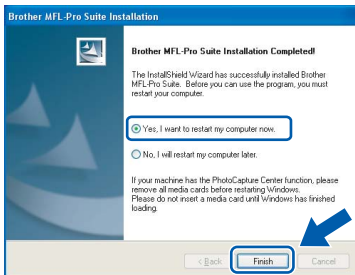 Brother MFL-Pro Suite Installation
Brother MFL-Pro Suite Installation Completed!
The InstallShield Wizard has successfully installed Brother
MFL-Pro Suite. Before you can use the program, you must
restart your computer.
Yes, I want to restart my computer now.
No, I will restart my computer later.
If your machine has the PhotoCapture Center function, please
remove all media cards before restarting Windows.
Please do not insert a media card until Windows has finished
loading.
< Back
Finish
Cancel